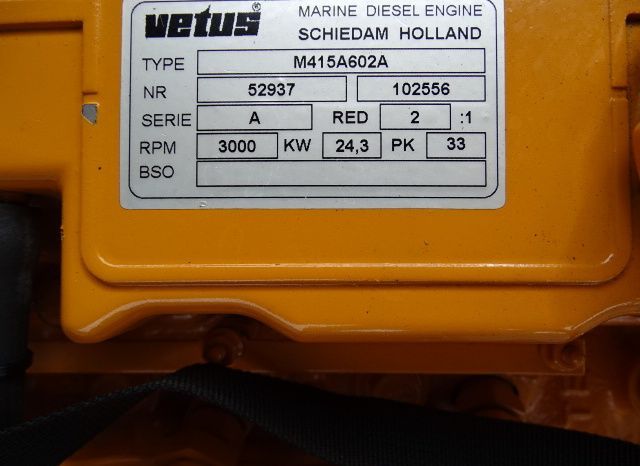 vetus® MARINE DIESEL ENGINE
SCHIEDAM HOLLAND
TYPE M415A602A
NR 52937 102556
SERIE A RED 2 :1
RPM 3000 KW 24,3 PK 33
BSO